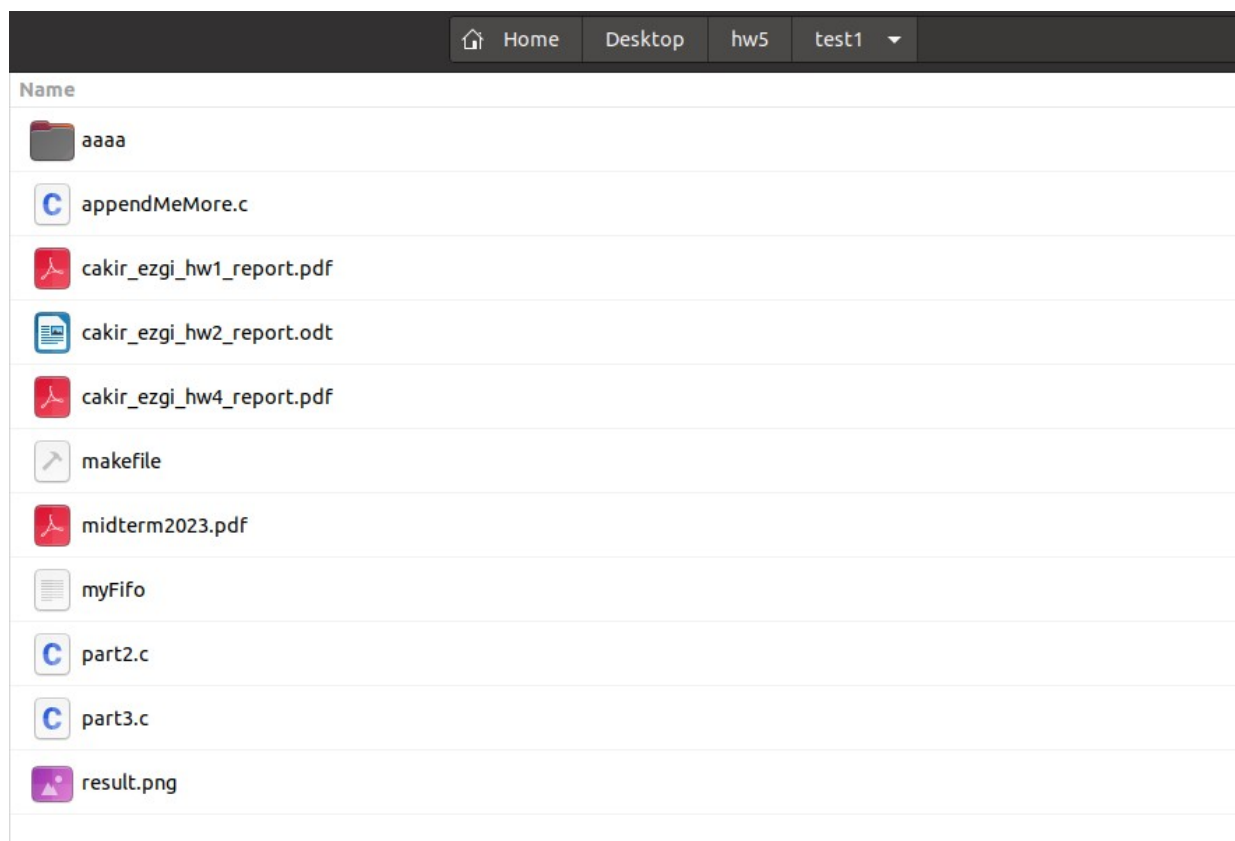 Home Desktop hw5 test1
Name
aaaa
C appendMeMore.c
cakir_ezgi_hw1_report.pdf
cakir_ezgi_hw2_report.odt
cakir_ezgi_hw4_report.pdf
makefile
midterm2023.pdf
myFifo
C part2.c
C part3.c
result.png